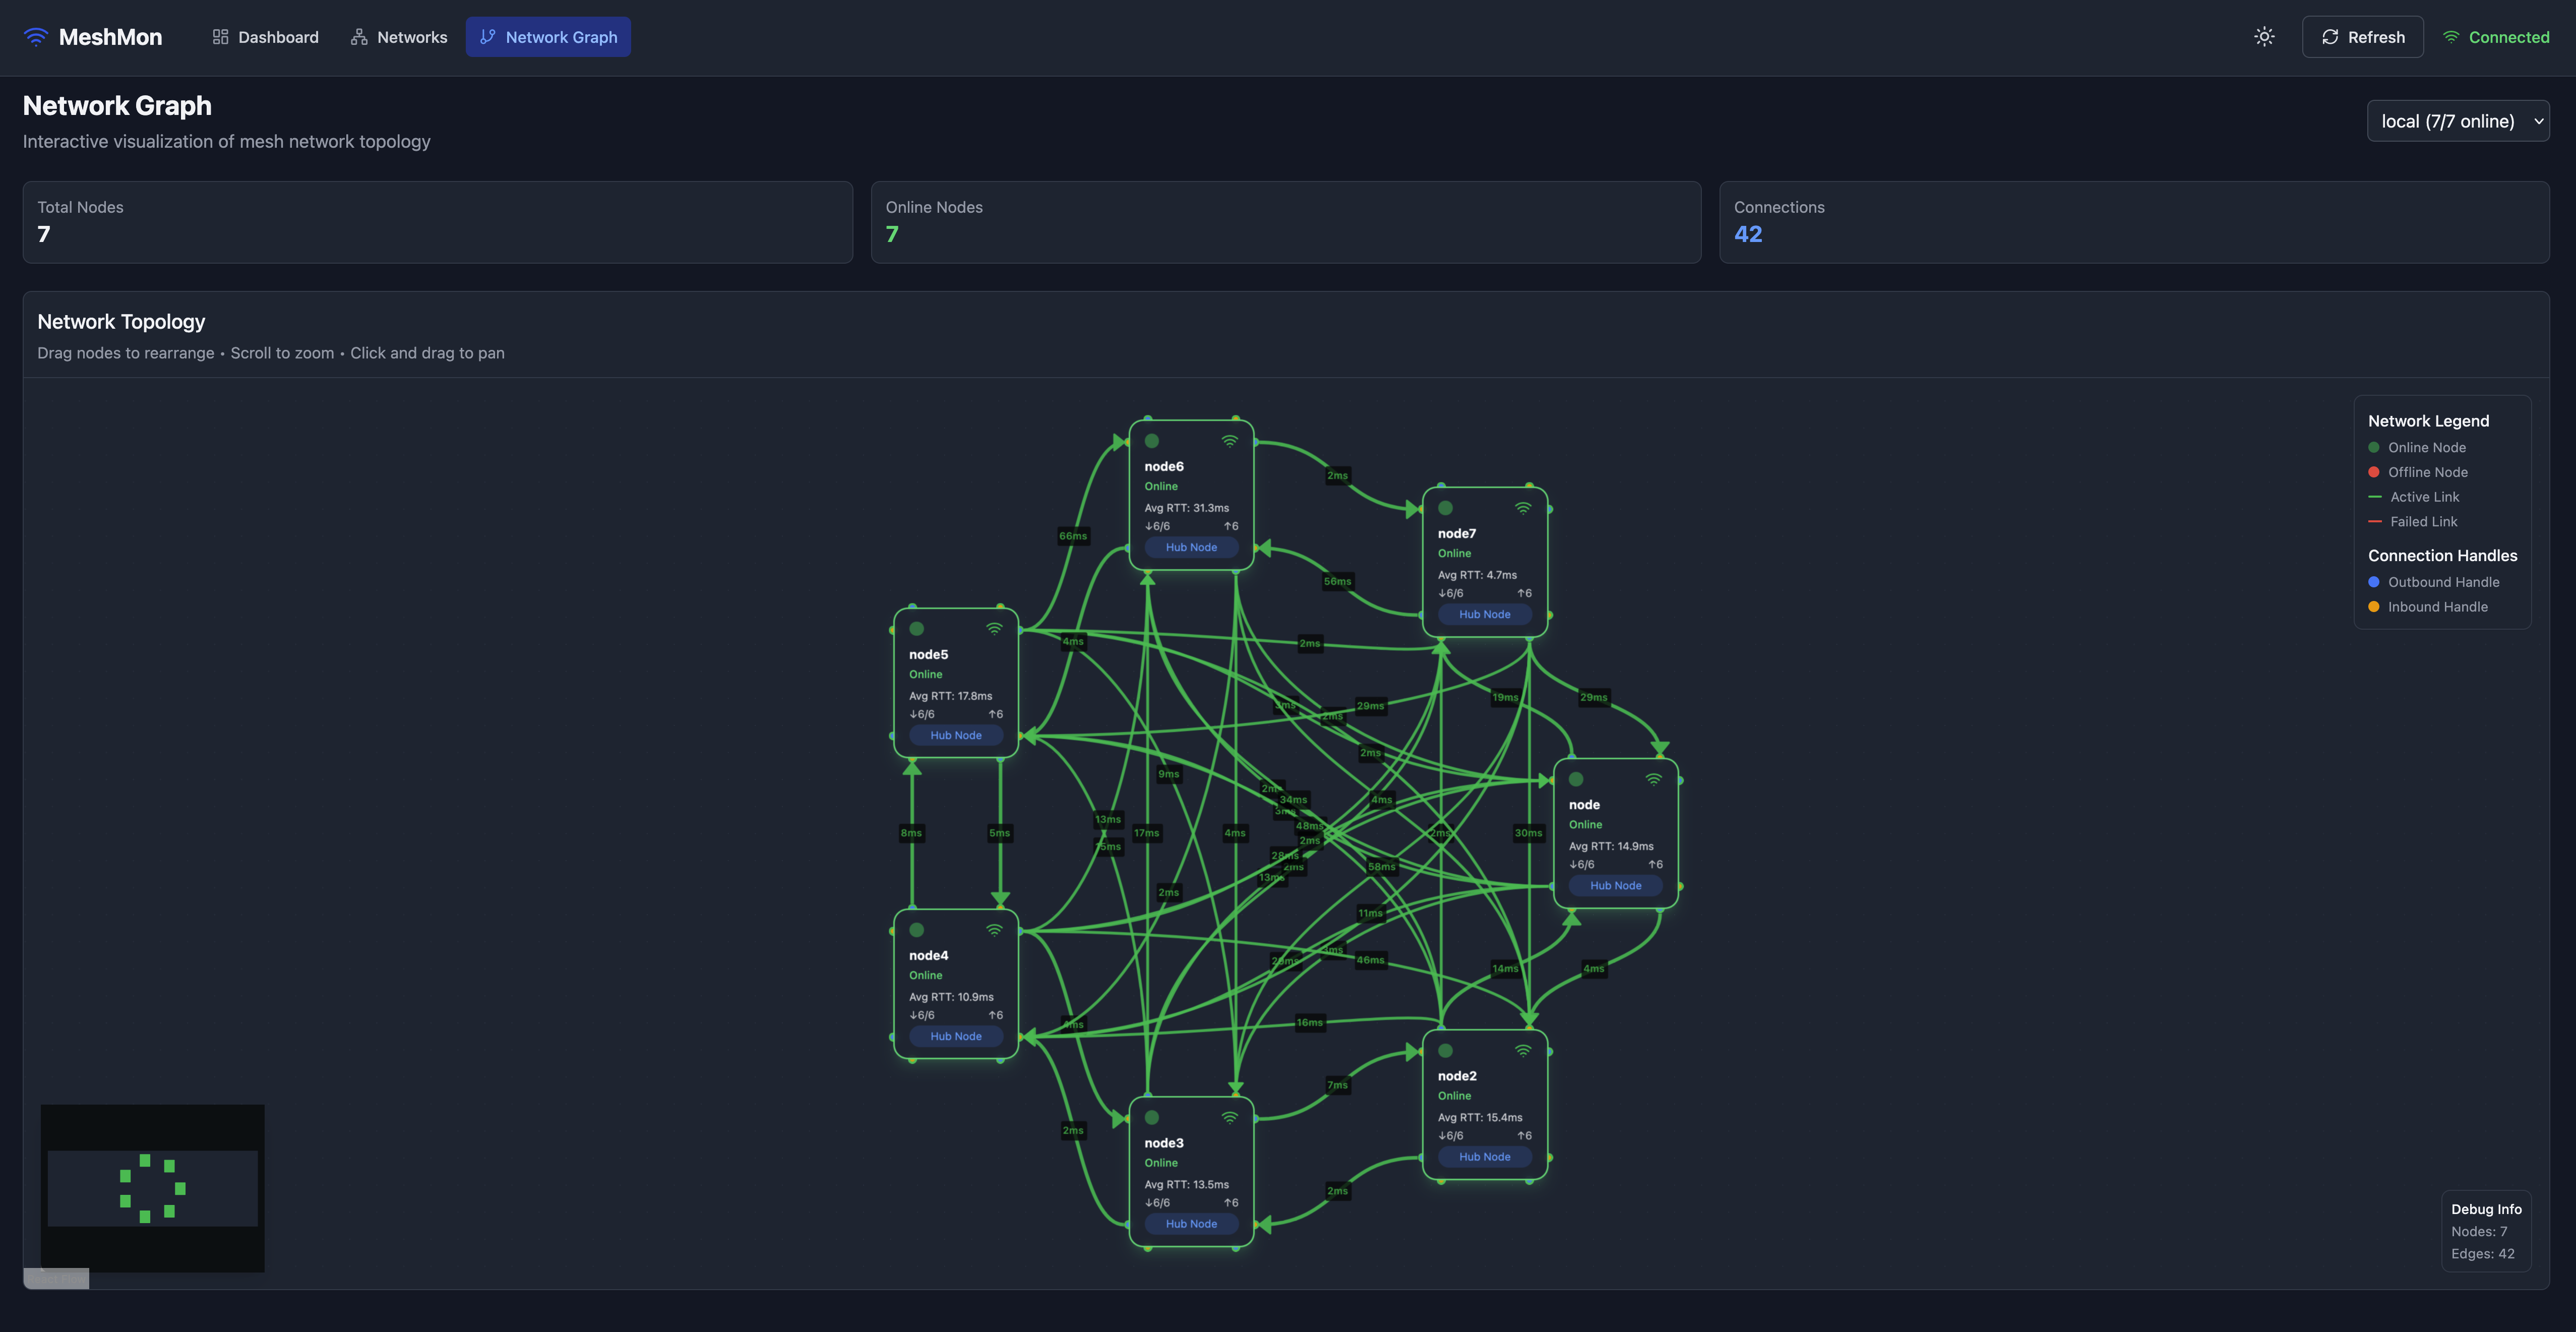 MeshMon
Dashboard
Networks
Network Graph
Refresh
Connected
Network Graph
Interactive visualization of mesh network topology
local (7/7 online)
Total Nodes
7
Online Nodes
7
Connections
42
Network Topology
Drag nodes to rearrange • Scroll to zoom • Click and drag to pan
Network Legend
Online Node
Offline Node
Active Link
Failed Link
Connection Handles
Outbound Handle
Inbound Handle
node6
Online
Avg RTT: 31.3ms
↓6/6 ↑6
Hub Node
2ms
node7
Online
Avg RTT: 4.7ms
↓6/6 ↑6
Hub Node
66ms
56ms
node5
Online
Avg RTT: 17.8ms
↓6/6 ↑6
Hub Node
4ms
2ms
19ms
29ms
3ms
29ms
2ms
2ms
9ms
node
Online
Avg RTT: 14.9ms
↓6/6 ↑6
Hub Node
34ms
4ms
13ms
48ms
8ms
5ms
15ms
17ms
4ms
2ms
2ms
30ms
28ms
2ms
58ms
13ms
2ms
11ms
node4
Online
Avg RTT: 10.9ms
↓6/6 ↑6
Hub Node
46ms
14ms
4ms
4ms
16ms
node2
Online
Avg RTT: 15.4ms
↓6/6 ↑6
Hub Node
7ms
2ms
node3
Online
Avg RTT: 13.5ms
↓6/6 ↑6
Hub Node
2ms
Debug Info
Nodes: 7
Edges: 42